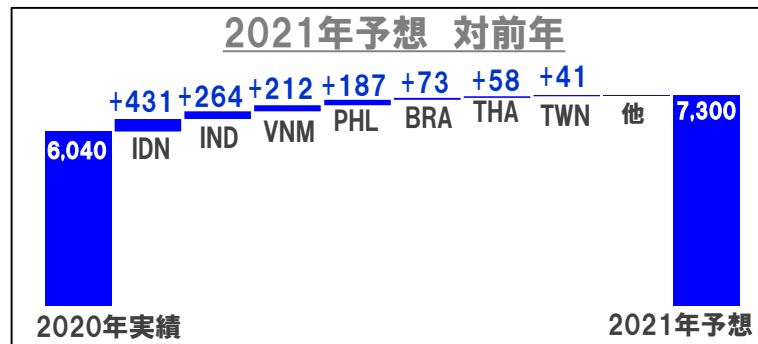 2021年予想 対前年
+431 +264 +212 +187 +73 +58 +41
6,040 IDN IND VNM PHL BRA THA TWN 他 7,300
2020年実績 2021年予想